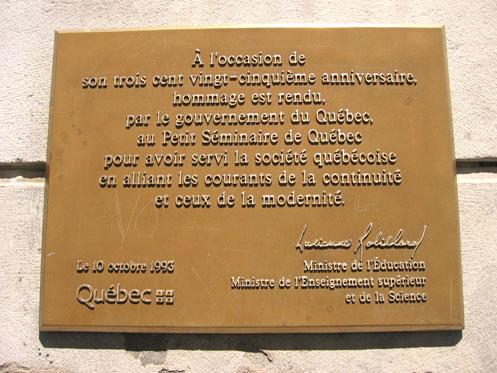 À l'occasion de
son trois cent vingt-cinquième anniversaire,
hommage est rendu,
par le gouvernement du Québec,
au Petit Séminaire de Québec
pour avoir servi la société québécoise
en alliant les courants de la continuité
et ceux de la modernité.
Lucienne Robillard
Le 10 octobre 1993
Québec
Ministre de l'Éducation
Ministre de l'Enseignement supérieur
et de la Science